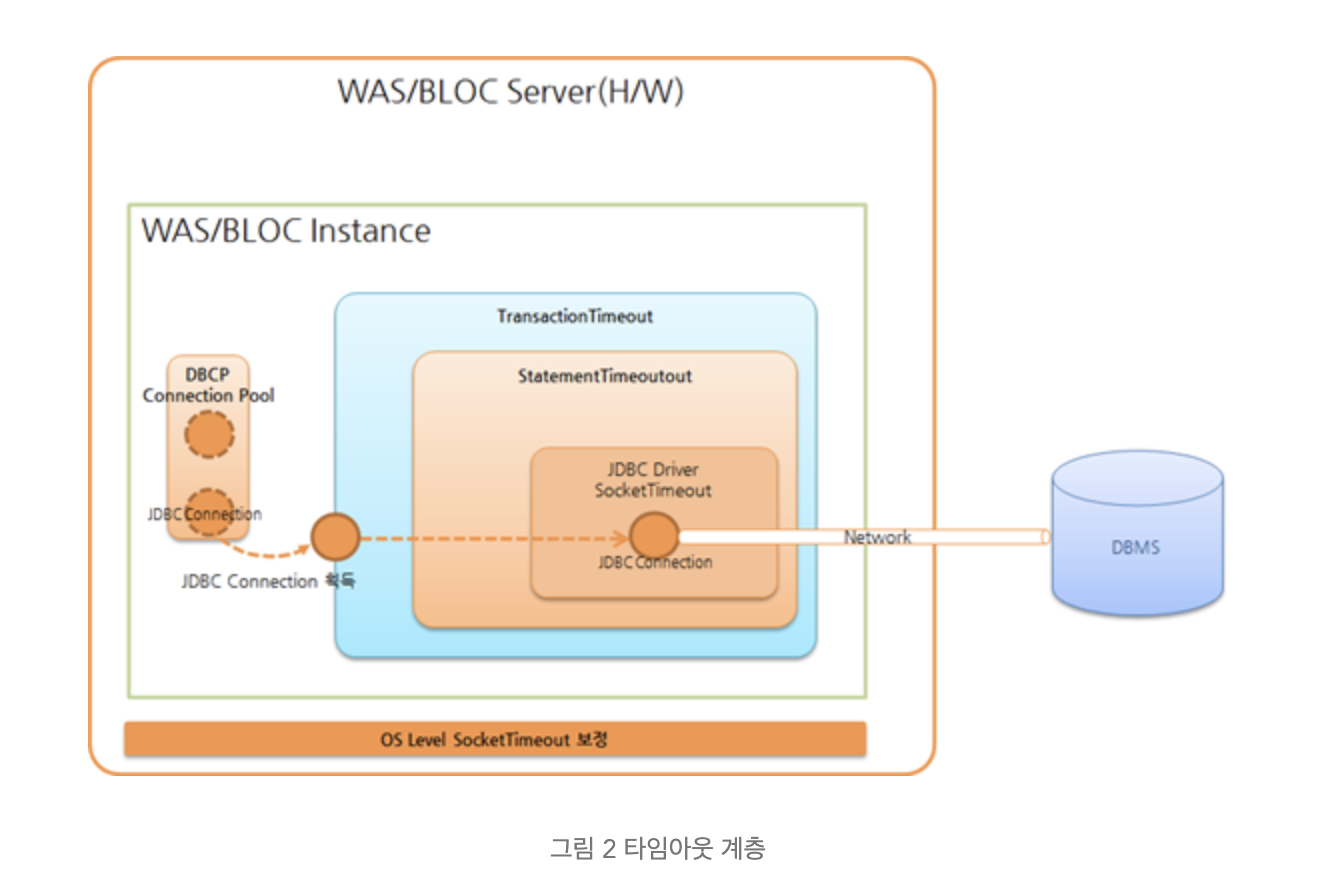 WAS/BLOC Server(H/W)
WAS/BLOC Instance
TransactionTimeout
StatementTimeoutout
DBCP
Connection Pool
JDBC Driver
SocketTimeout
JDBC Connection
JDBC Connection
JDBC Connection 획득
Network
DBMS
OS Level SocketTimeout 보정
그림 2 타임아웃 계층